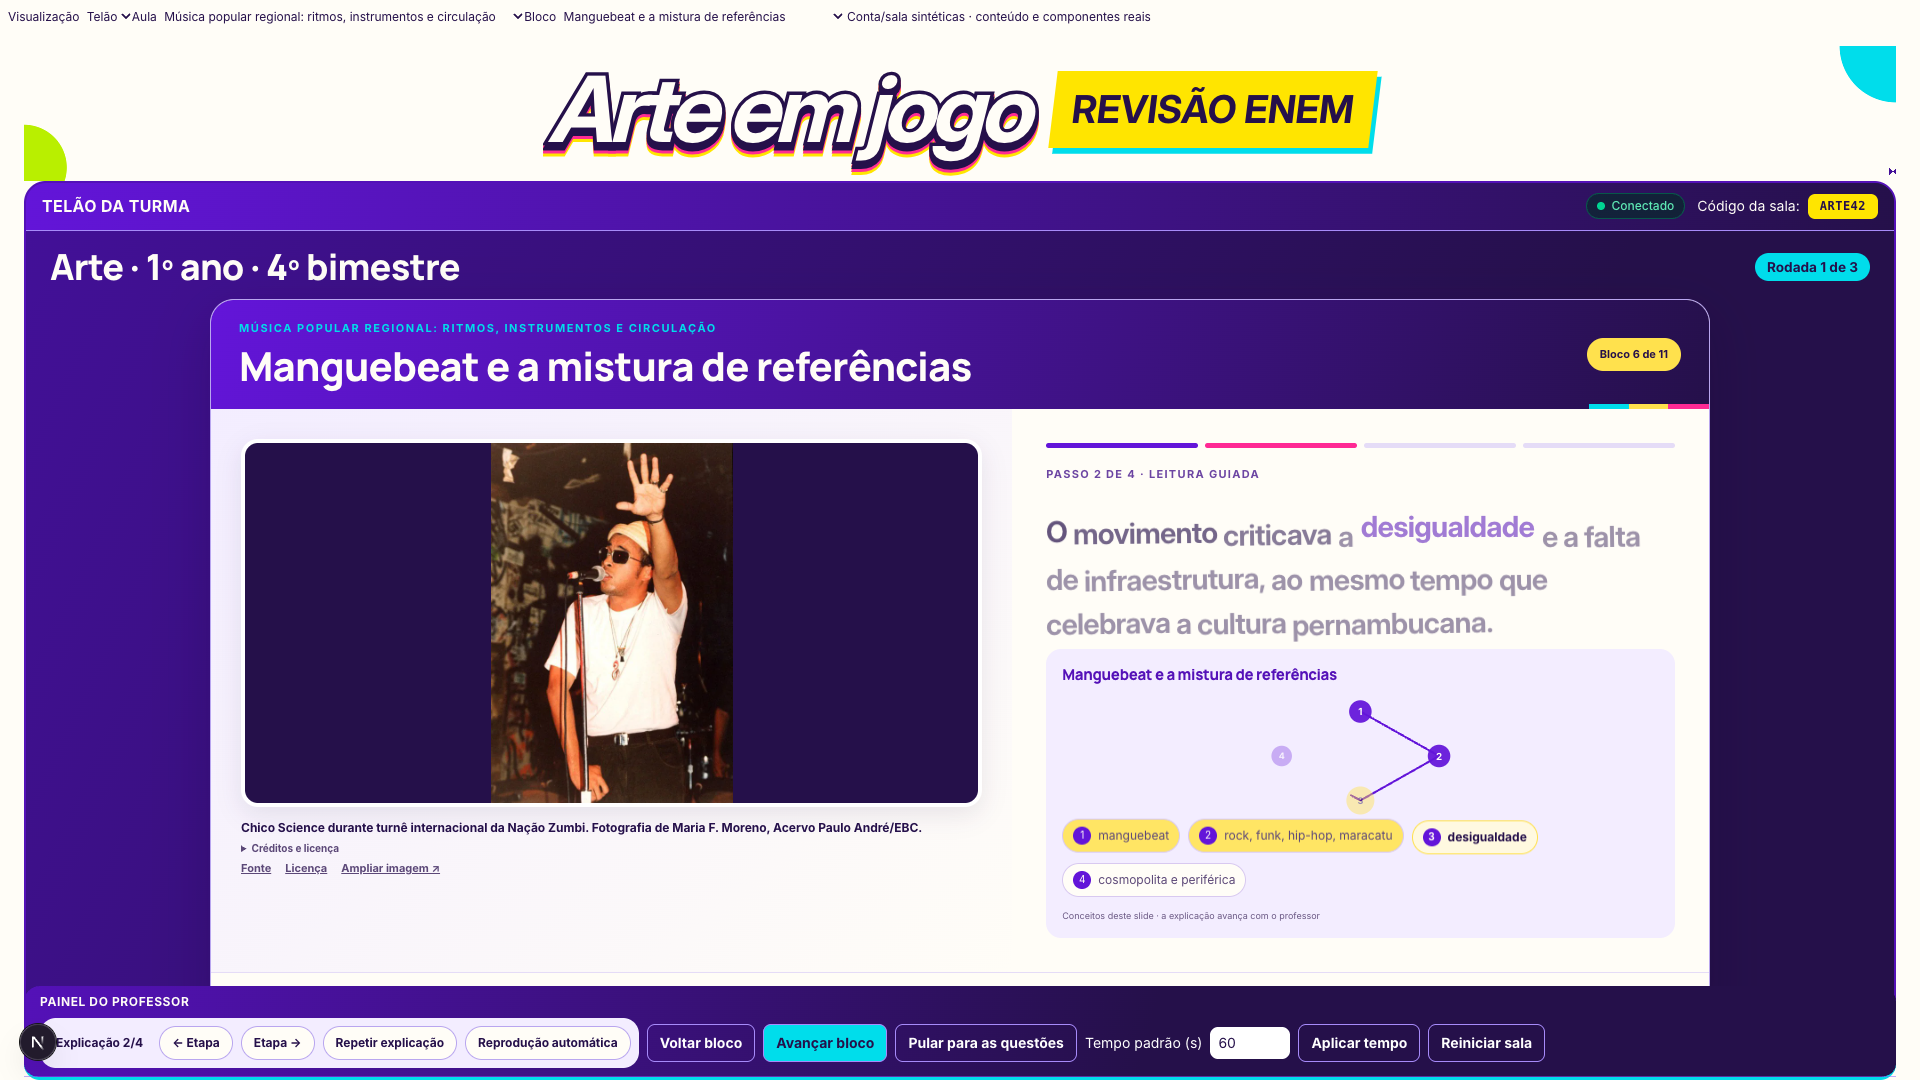 Visualização Telão Aula Música popular regional: ritmos, instrumentos e circulação Bloco Manguebeat e a mistura de referências Conta/sala sintéticas · conteúdo e componentes reais
Arte em jogo REVISÃO ENEM
TELÃO DA TURMA
Conectado Código da sala: ARTE42
Arte · 1º ano · 4º bimestre
Rodada 1 de 3
MÚSICA POPULAR REGIONAL: RITMOS, INSTRUMENTOS E CIRCULAÇÃO
Manguebeat e a mistura de referências
Bloco 6 de 11
Chico Science durante turnê internacional da Nação Zumbi. Fotografia de Maria F. Moreno, Acervo Paulo André/EBC.
Créditos e licença
Fonte Licença Ampliar imagem ↗
PASSO 2 DE 4 · LEITURA GUIADA
O movimento criticava a desigualdade e a falta
de infraestrutura, ao mesmo tempo que
celebrava a cultura pernambucana.
Manguebeat e a mistura de referências
1
2
4
3
1 manguebeat 2 rock, funk, hip-hop, maracatu 3 desigualdade
4 cosmopolita e periférica
Conceitos deste slide · a explicação avança com o professor
PAINEL DO PROFESSOR
N Explicação 2/4 ← Etapa Etapa → Repetir explicação Reprodução automática Voltar bloco Avançar bloco Pular para as questões Tempo padrão (s) 60 Aplicar tempo Reiniciar sala